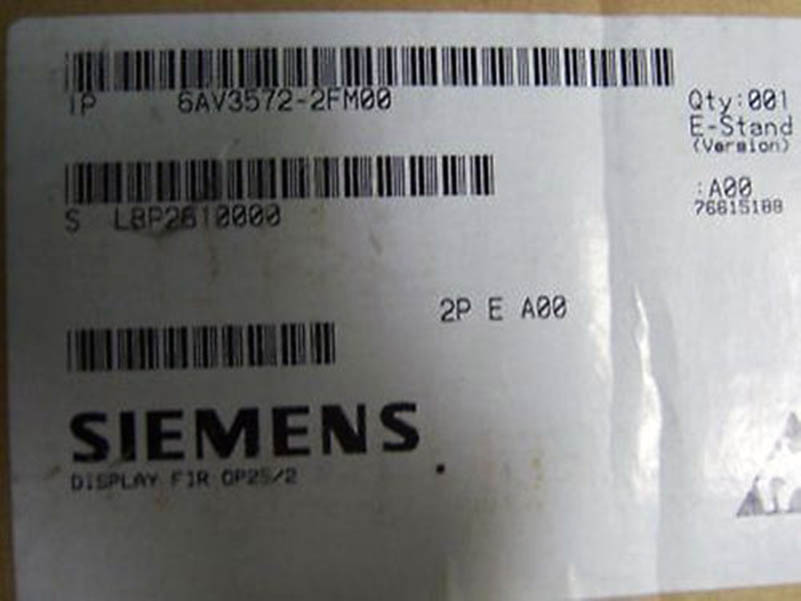 1P 6AV3572-2FM00
Qty:001
E-Stand
(Version)
S LBP2610000
:A00
76615188
2P E A00
SIEMENS
DISPLAY F1R OP25/2